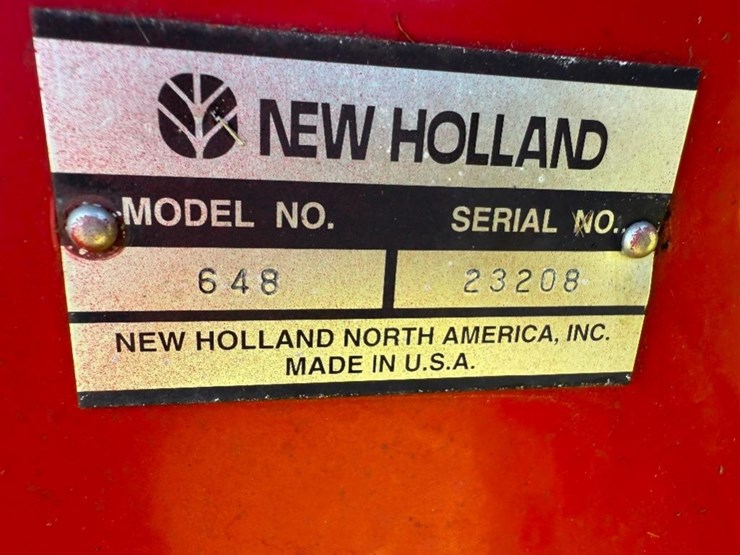 NEW HOLLAND
MODEL NO. SERIAL NO.
648 23208
NEW HOLLAND NORTH AMERICA, INC.
MADE IN U.S.A.